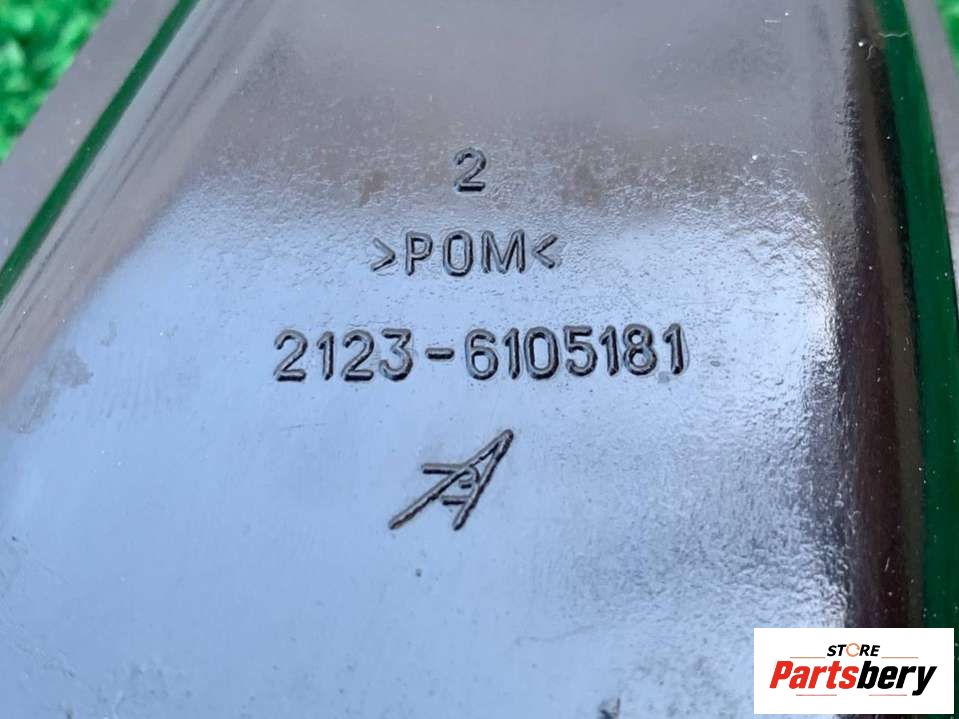 2
>POM<
2123-6105181
STORE
Partsbery